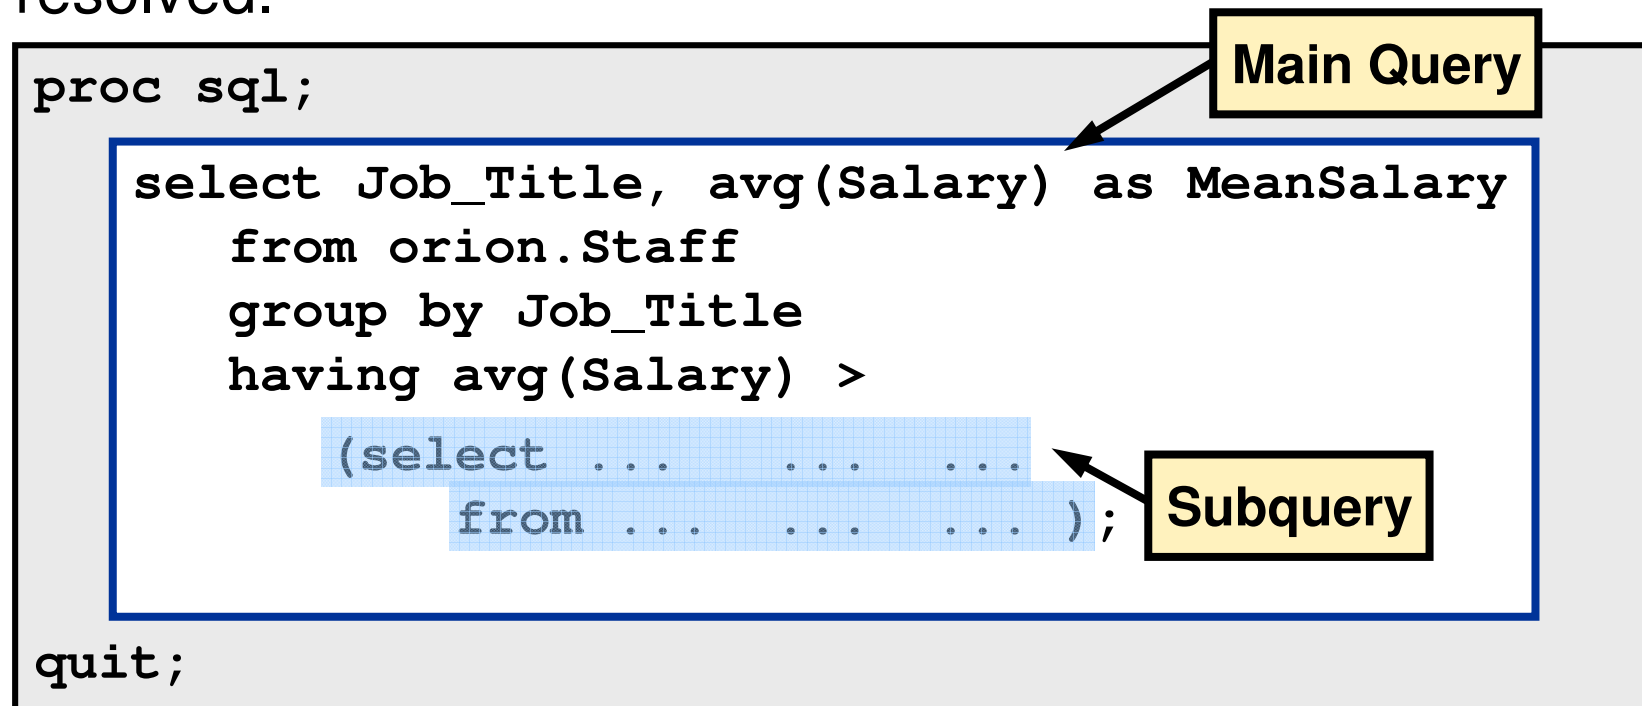 resolved.
Main Query
proc sql;
select Job_Title, avg(Salary) as MeanSalary
from orion.Staff
group by Job_Title
having avg(Salary) >
(select ... ... ...
from ... ... ... );
Subquery
quit;